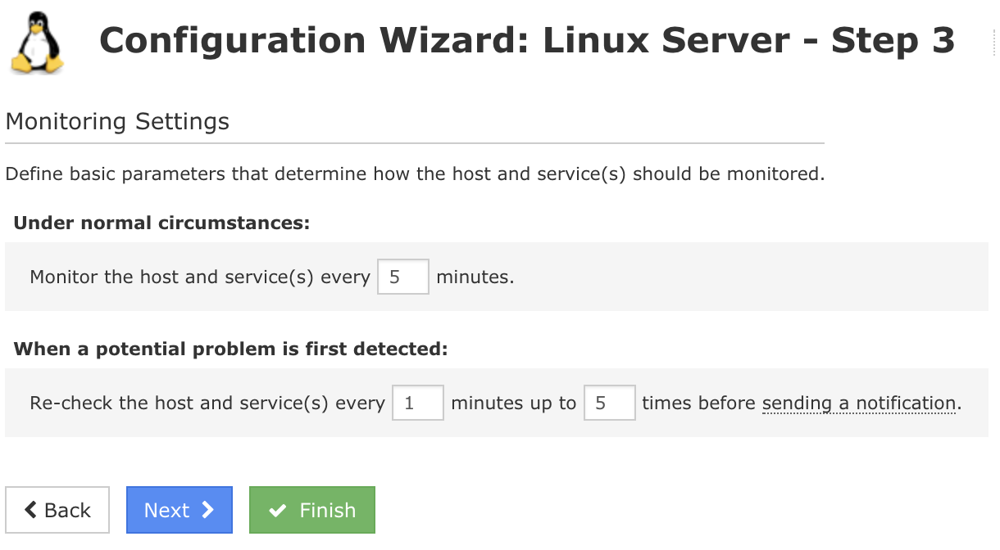 Configuration Wizard: Linux Server - Step 3
Monitoring Settings
Define basic parameters that determine how the host and service(s) should be monitored.
Under normal circumstances:
Monitor the host and service(s) every 5 minutes.
When a potential problem is first detected:
Re-check the host and service(s) every 1 minutes up to 5 times before sending a notification.
Back Next Finish